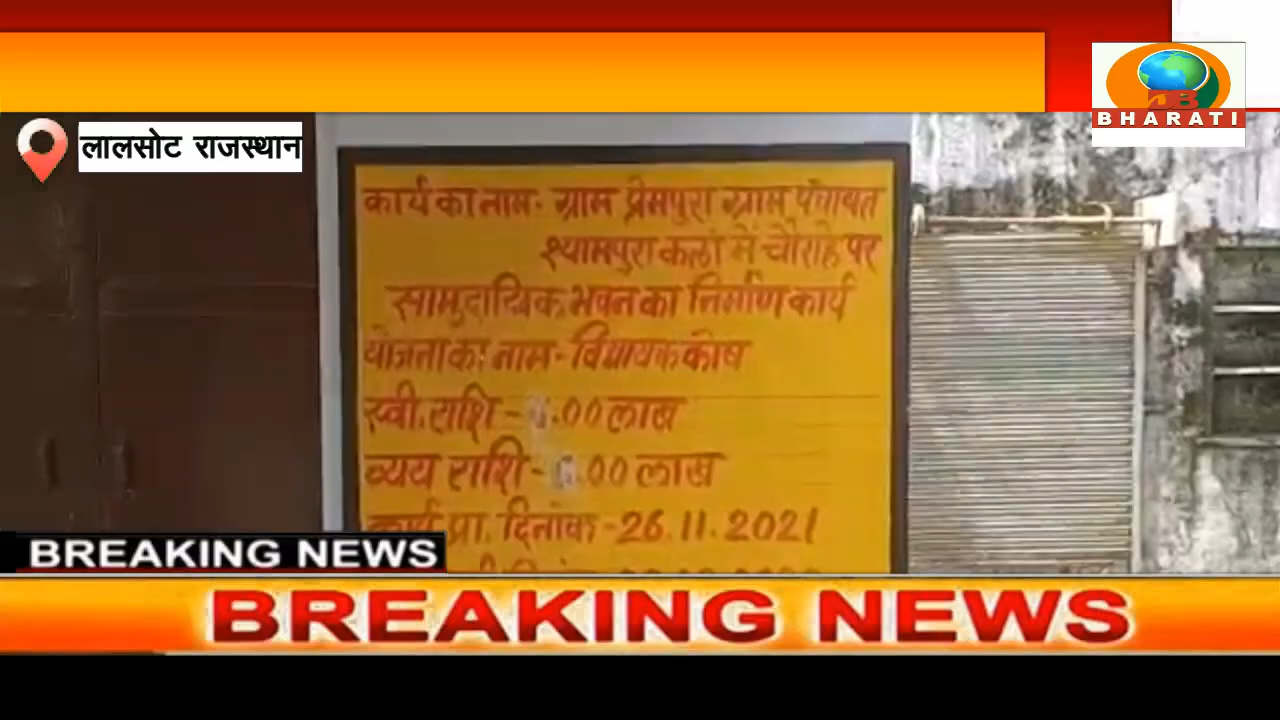 DB
BHARATI
लालसोट राजस्थान
कार्य का नाम- ग्राम प्रेमपुरा ग्राम पंचायत
श्यामपुरा कलां में चौराहे पर
सामुदायिक भवन का निर्माण कार्य
योजना का नाम- विधायक कोष
स्वी. राशि - .00 लाख
व्यय राशि - .00 लाख
कार्य प्रा. दिनांक - 26.11.2021
BREAKING NEWS
BREAKING NEWS